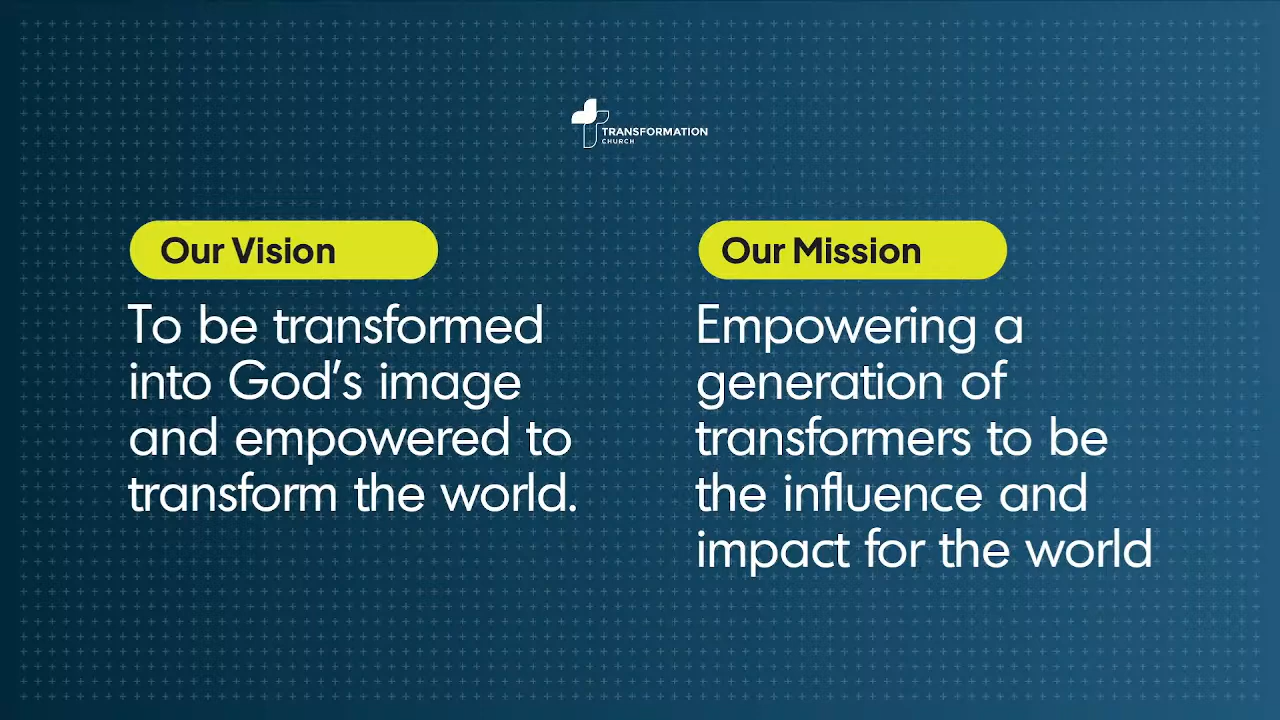 TRANSFORMATION
CHURCH
Our Vision
To be transformed
into God’s image
and empowered to
transform the world.
Our Mission
Empowering a
generation of
transformers to be
the influence and
impact for the world